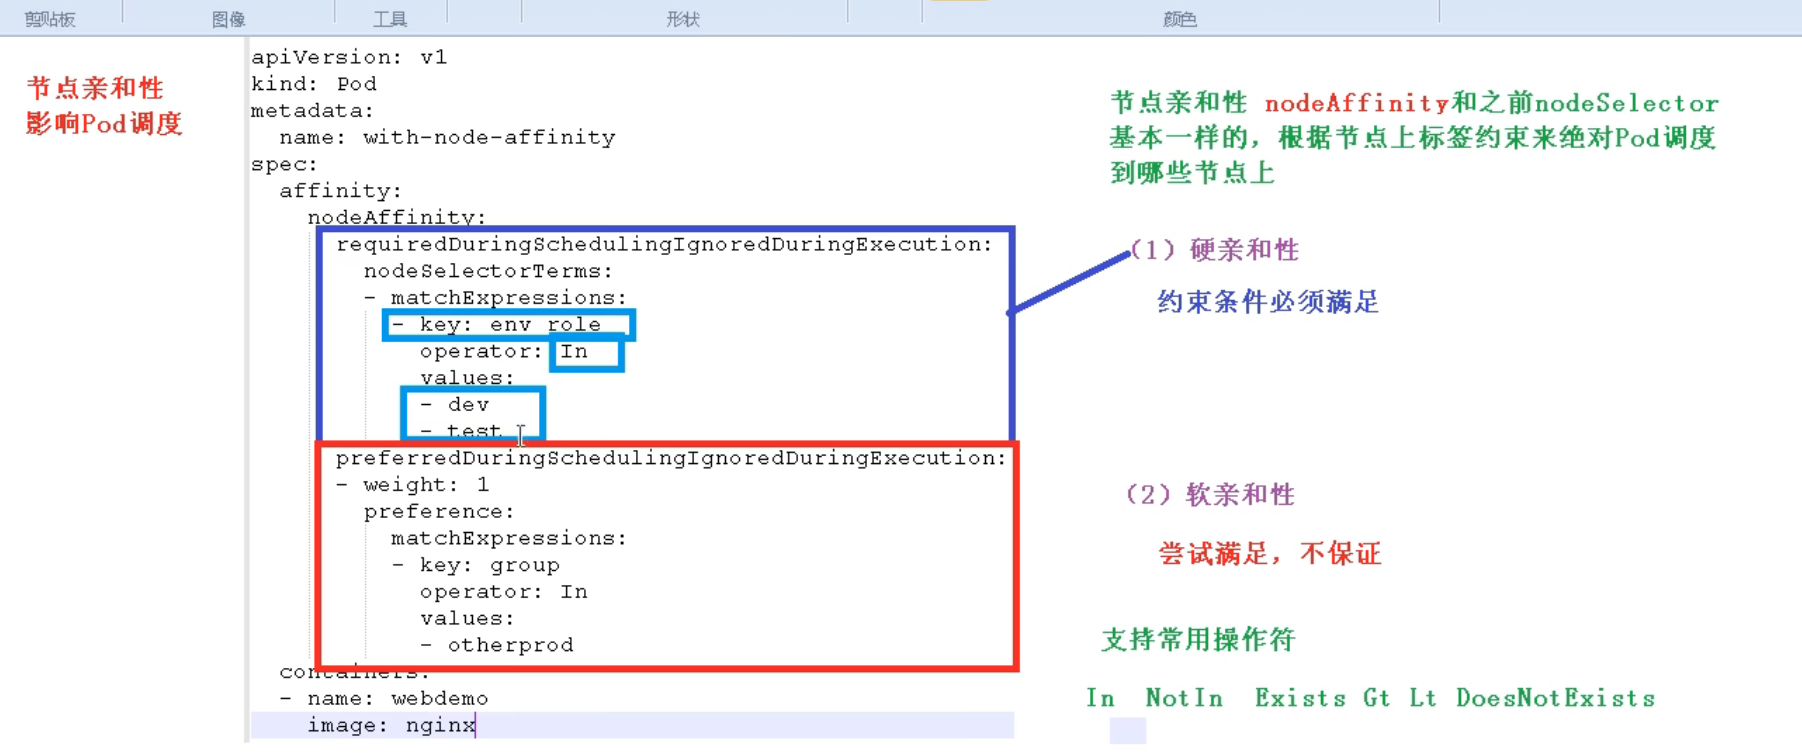 剪贴板 图像 工具 形状 颜色
节点亲和性
影响Pod调度
apiVersion: v1
kind: Pod
metadata:
name: with-node-affinity
spec:
affinity:
nodeAffinity:
requiredDuringSchedulingIgnoredDuringExecution:
nodeSelectorTerms:
- matchExpressions:
- key: env_role
operator: In
values:
- dev
- test
preferredDuringSchedulingIgnoredDuringExecution:
- weight: 1
preference:
matchExpressions:
- key: group
operator: In
values:
- otherprod
containers:
- name: webdemo
image: nginx
节点亲和性 nodeAffinity和之前nodeSelector
基本一样的，根据节点上标签约束来绝对Pod调度
到哪些节点上
（1）硬亲和性
约束条件必须满足
（2）软亲和性
尝试满足，不保证
支持常用操作符
In NotIn Exists Gt Lt DoesNotExists